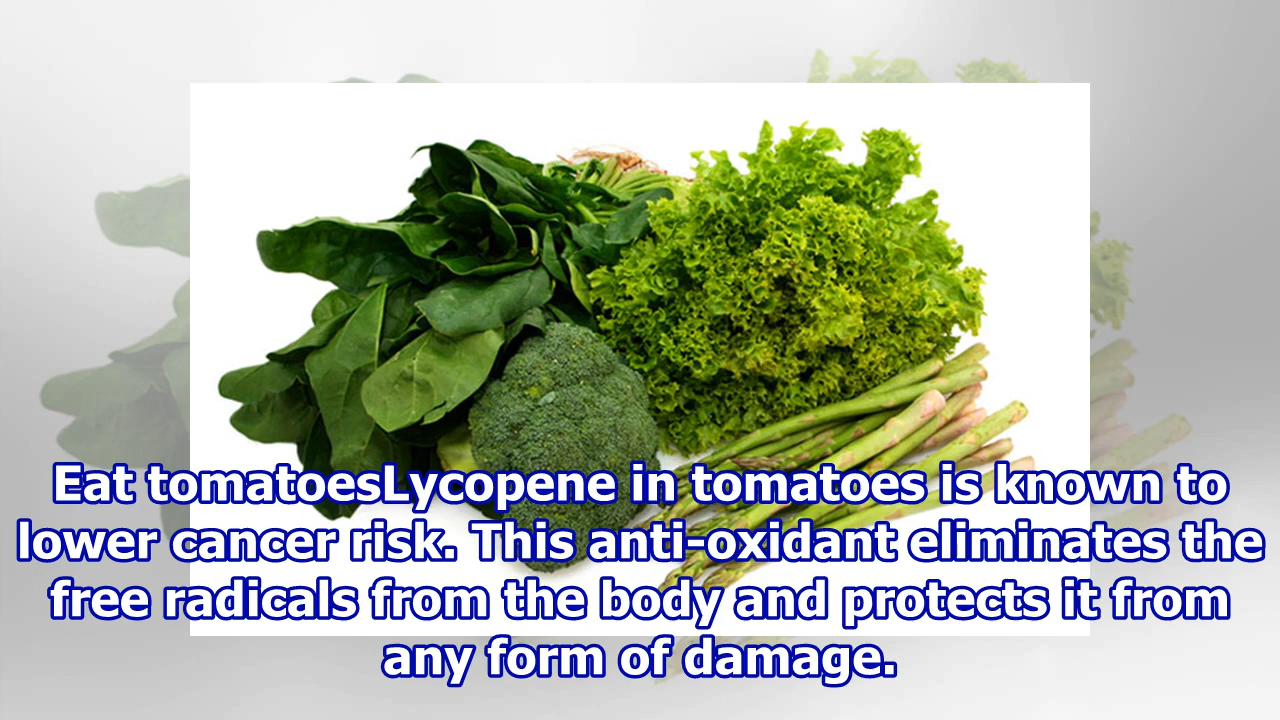 Eat tomatoesLycopene in tomatoes is known to
lower cancer risk. This anti-oxidant eliminates the
free radicals from the body and protects it from
any form of damage.